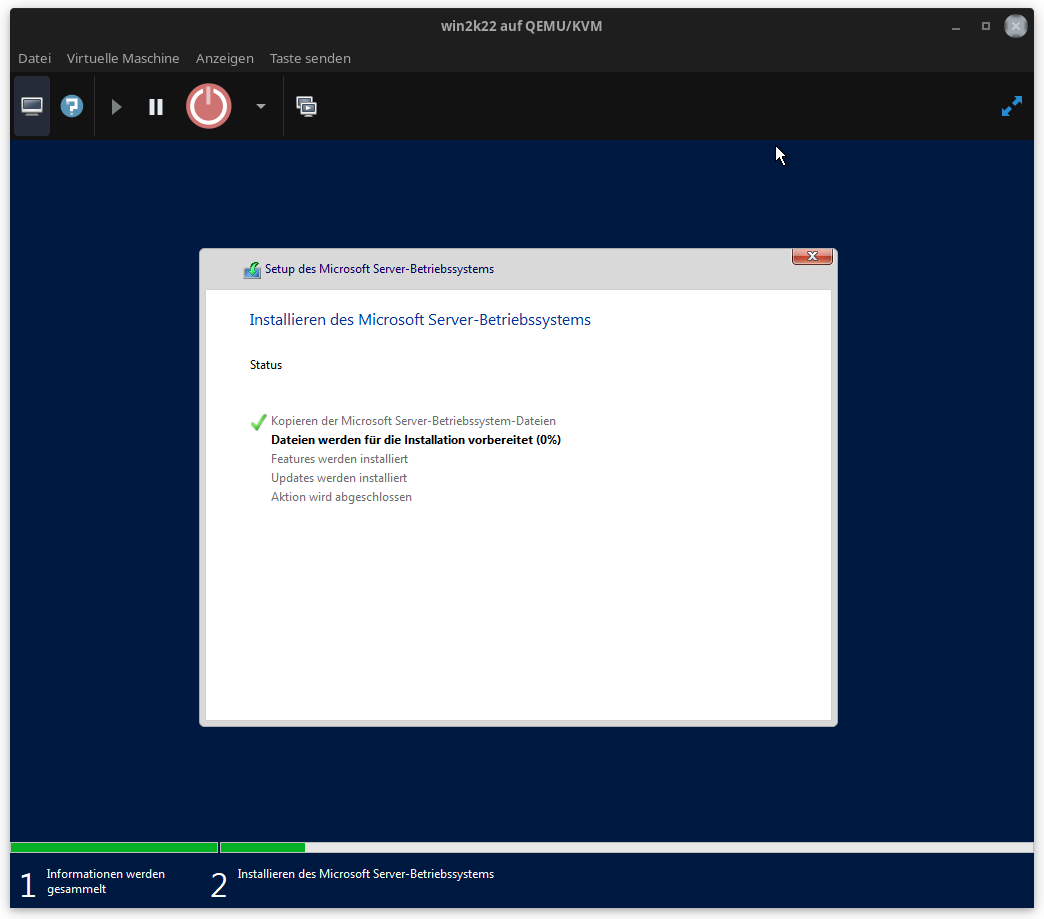 win2k22 auf QEMU/KVM
Datei Virtuelle Maschine Anzeigen Taste senden
Setup des Microsoft Server-Betriebssystems
Installieren des Microsoft Server-Betriebssystems
Status
Kopieren der Microsoft Server-Betriebssystem-Dateien
Dateien werden für die Installation vorbereitet (0%)
Features werden installiert
Updates werden installiert
Aktion wird abgeschlossen
1 Informationen werden
gesammelt
2 Installieren des Microsoft Server-Betriebssystems